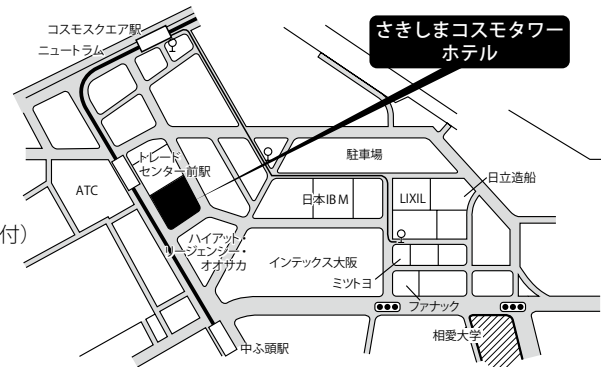 コスモスクエア駅
ニュートラム
さきしまコスモタワー
ホテル
トレード
センター前駅
駐車場
ATC
日本IBM
LIXIL
日立造船
付）
ハイアット・
リージェンシー・
オオサカ
インテックス大阪
ミツトヨ
ファナック
中ふ頭駅
相愛大学